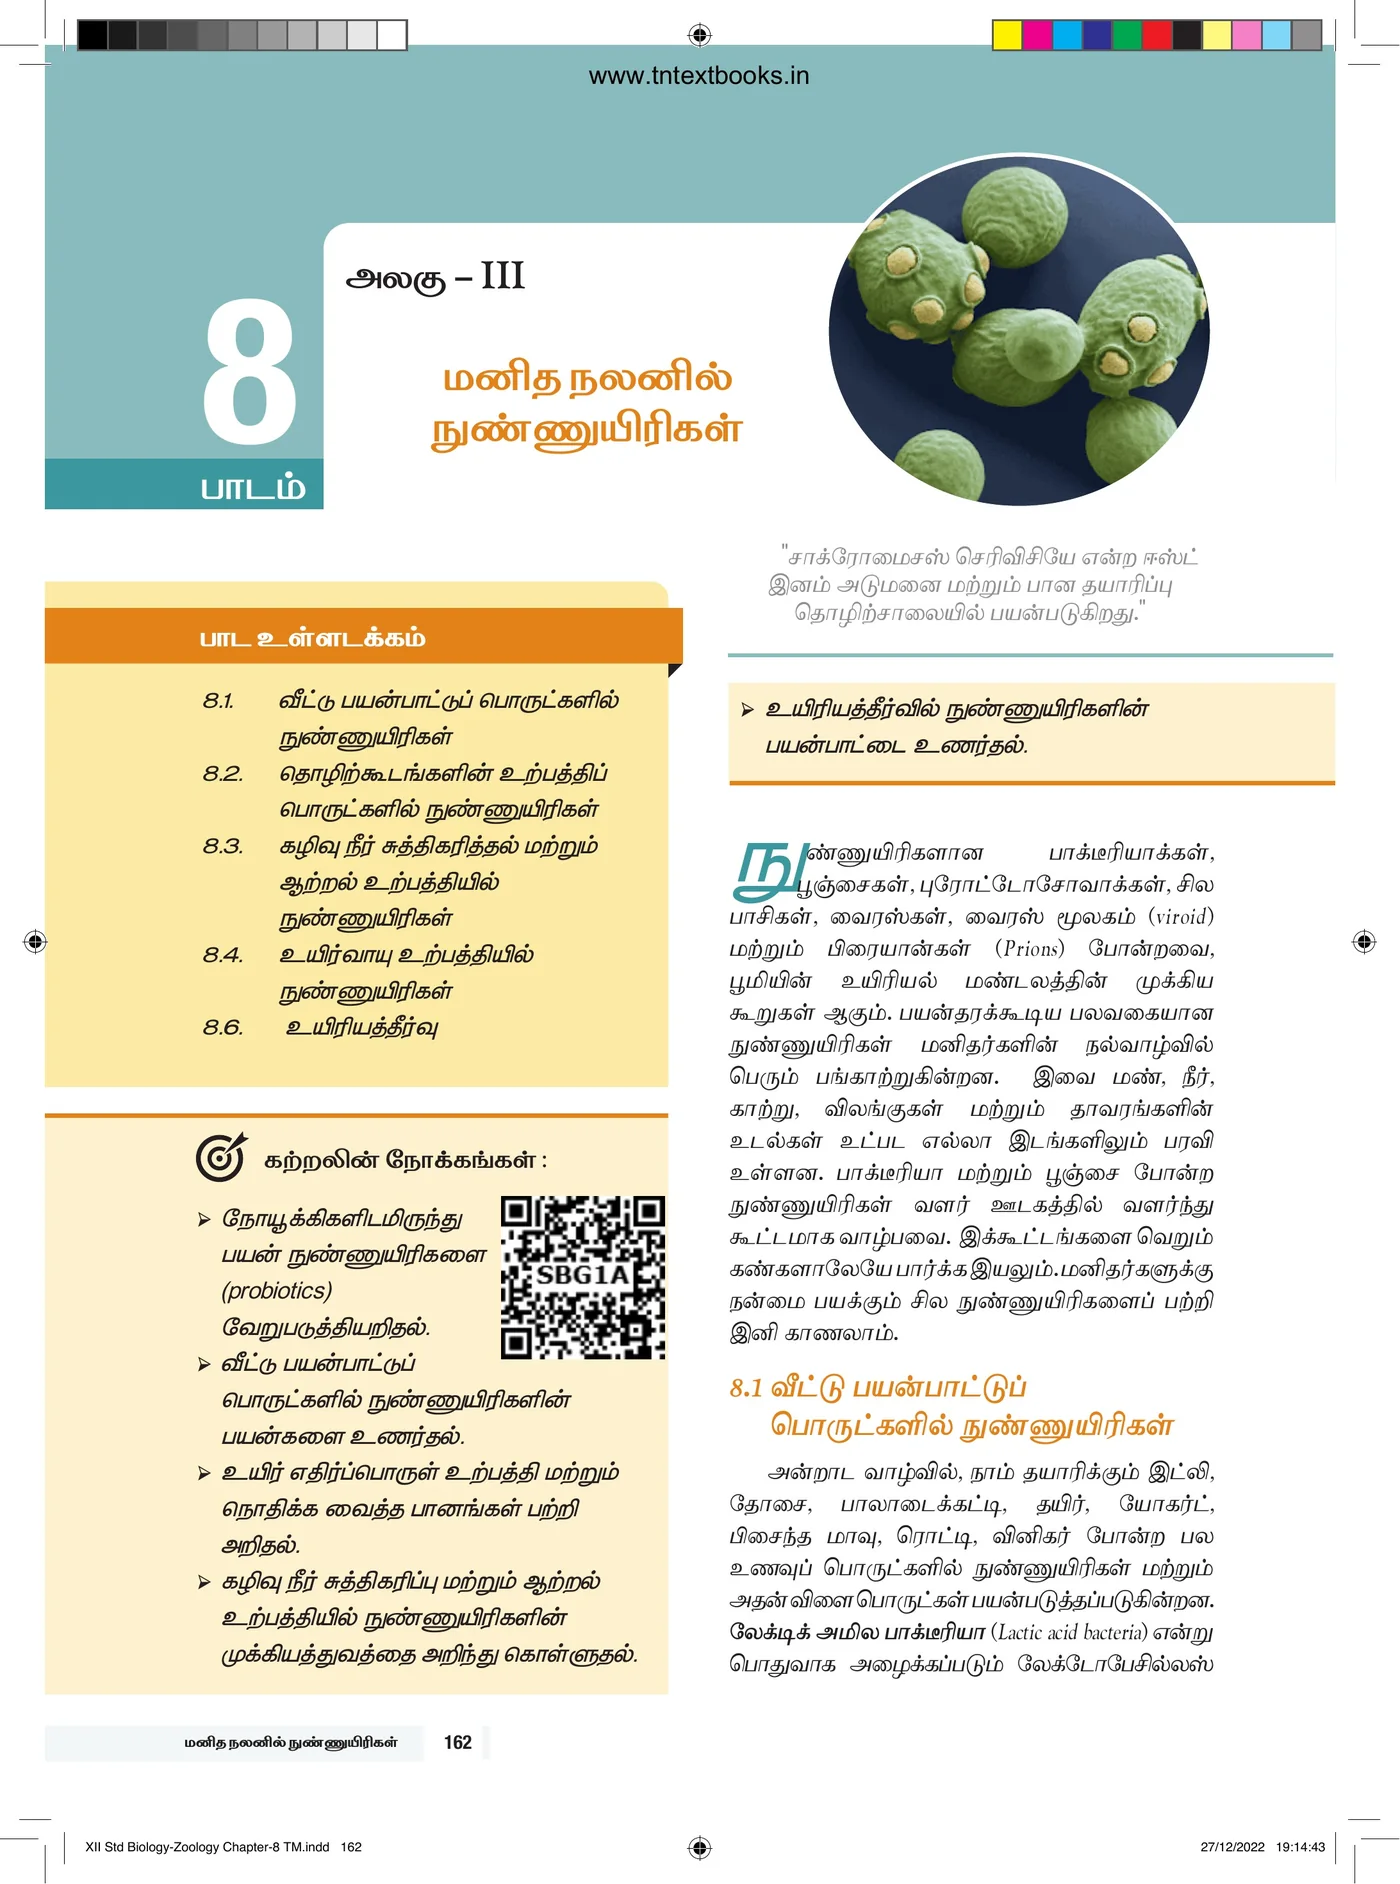 www.tntextbooks.in
அலகு – III
8
பாடம்
மனித நலனில்
நுண்ணுயிரிகள்
"சாக்ரோமைசஸ் செரிவிசியே என்ற ஈஸ்ட்
இனம் அடுமனை மற்றும் பான தயாரிப்பு
தொழிற்சாலையில் பயன்படுகிறது."
பாட உள்ளடக்கம்
8.1. வீட்டு பயன்பாட்டுப் பொருட்களில்
நுண்ணுயிரிகள்
8.2. தொழிற்கூடங்களின் உற்பத்திப்
பொருட்களில் நுண்ணுயிரிகள்
8.3. கழிவு நீர் சுத்திகரித்தல் மற்றும்
ஆற்றல் உற்பத்தியில்
நுண்ணுயிரிகள்
8.4. உயிர்வாயு உற்பத்தியில்
நுண்ணுயிரிகள்
8.6. உயிரியத்தீர்வு
கற்றலின் நோக்கங்கள் :
➢ நோயூக்கிகளிடமிருந்து
பயன் நுண்ணுயிரிகளை
(probiotics)
வேறுபடுத்தியறிதல்.
SBG1A
➢ வீட்டு பயன்பாட்டுப்
பொருட்களில் நுண்ணுயிரிகளின்
பயன்களை உணர்தல்.
➢ உயிர் எதிர்ப்பொருள் உற்பத்தி மற்றும்
நொதிக்க வைத்த பானங்கள் பற்றி
அறிதல்.
➢ கழிவு நீர் சுத்திகரிப்பு மற்றும் ஆற்றல்
உற்பத்தியில் நுண்ணுயிரிகளின்
முக்கியத்துவத்தை அறிந்து கொள்ளுதல்.
➢ உயிரியத்தீர்வில் நுண்ணுயிரிகளின்
பயன்பாட்டை உணர்தல்.
நுண்ணுயிரிகளான பாக்டீரியாக்கள்,
பூஞ்சைகள், புரோட்டோசோவாக்கள், சில
பாசிகள், வைரஸ்கள், வைரஸ் மூலகம் (viroid)
மற்றும் பிரையான்கள் (Prions) போன்றவை,
பூமியின் உயிரியல் மண்டலத்தின் முக்கிய
கூறுகள் ஆகும். பயன்தரக்கூடிய பலவகையான
நுண்ணுயிரிகள் மனிதர்களின் நல்வாழ்வில்
பெரும் பங்காற்றுகின்றன. இவை மண், நீர்,
காற்று, விலங்குகள் மற்றும் தாவரங்களின்
உடல்கள் உட்பட எல்லா இடங்களிலும் பரவி
உள்ளன. பாக்டீரியா மற்றும் பூஞ்சை போன்ற
நுண்ணுயிரிகள் வளர் ஊடகத்தில் வளர்ந்து
கூட்டமாக வாழ்பவை. இக்கூட்டங்களை வெறும்
கண்களாலேயே பார்க்க இயலும். மனிதர்களுக்கு
நன்மை பயக்கும் சில நுண்ணுயிரிகளைப் பற்றி
இனி காணலாம்.
8.1 வீட்டு பயன்பாட்டுப்
பொருட்களில் நுண்ணுயிரிகள்
அன்றாட வாழ்வில், நாம் தயாரிக்கும் இட்லி,
தோசை, பாலாடைக்கட்டி, தயிர், யோகர்ட்,
பிசைந்த மாவு, ரொட்டி, வினிகர் போன்ற பல
உணவுப் பொருட்களில் நுண்ணுயிரிகள் மற்றும்
அதன் விளைபொருட்கள் பயன்படுத்தப்படுகின்றன.
லேக்டிக் அமில பாக்டீரியா (Lactic acid bacteria) என்று
பொதுவாக அழைக்கப்படும் லேக்டோபேசில்லஸ்
மனித நலனில் நுண்ணுயிரிகள் 162
XII Std Biology-Zoology Chapter-8 TM.indd 162
27/12/2022 19:14:43